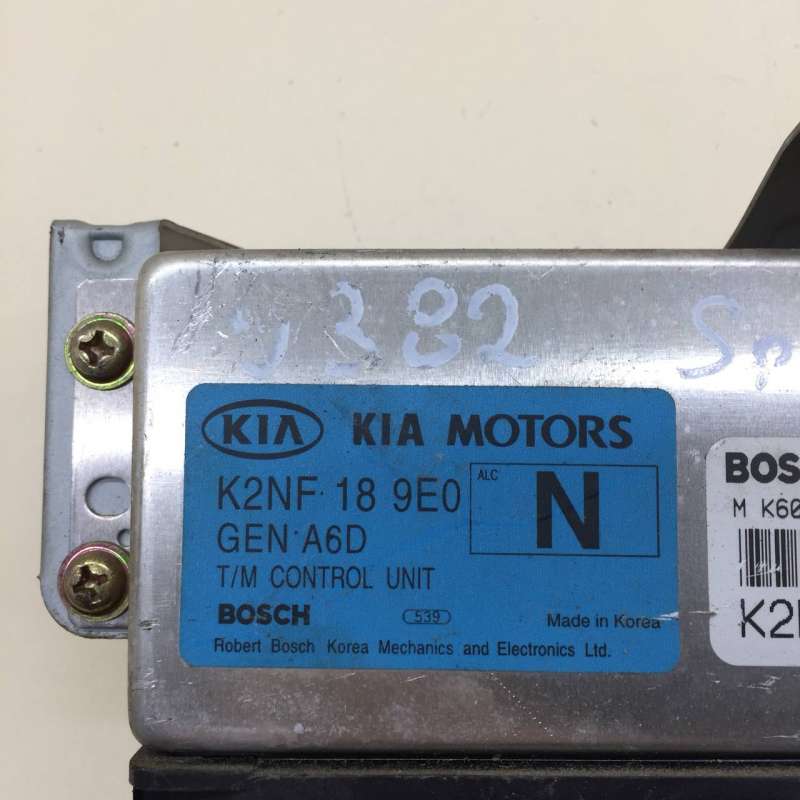 382
KIA KIA MOTORS
K2NF 18 9E0
ALC N
GEN A6D
T/M CONTROL UNIT
BOSCH 539 Made in Korea
Robert Bosch Korea Mechanics and Electronics Ltd.
BOS
M K60
K2